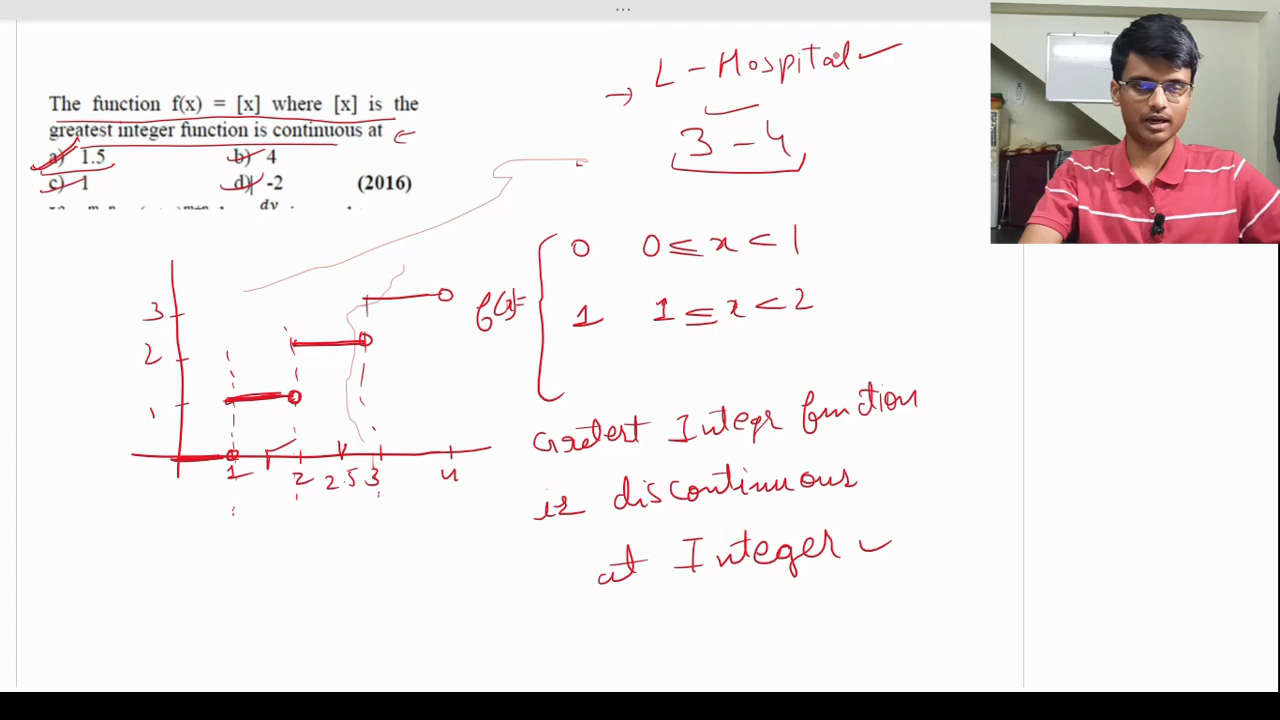 The function f(x) = [x] where [x] is the
greatest integer function is continuous at
a) 1.5 b) 4
c) 1 d) -2 (2016)
→ L - Hospital
3 - 4
f(x)= 0 0 ≤ x < 1
1 1 ≤ x < 2
3
2
1
1 2 2.5 3 4
Gretert Integr function
is discontinuous
at Integer